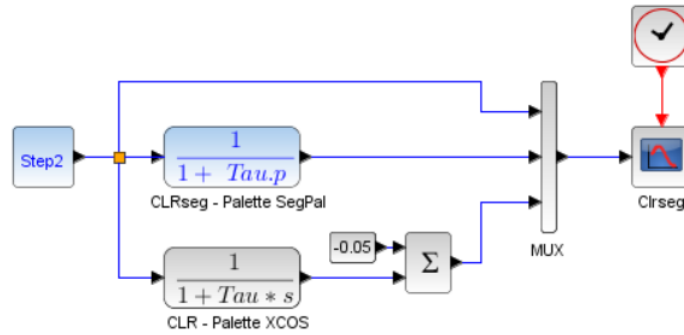 Step2
1
1 + Tau.p
CLRseg - Palette SegPal
-0.05
Σ
1
1 + Tau * s
CLR - Palette XCOS
MUX
Clrseg